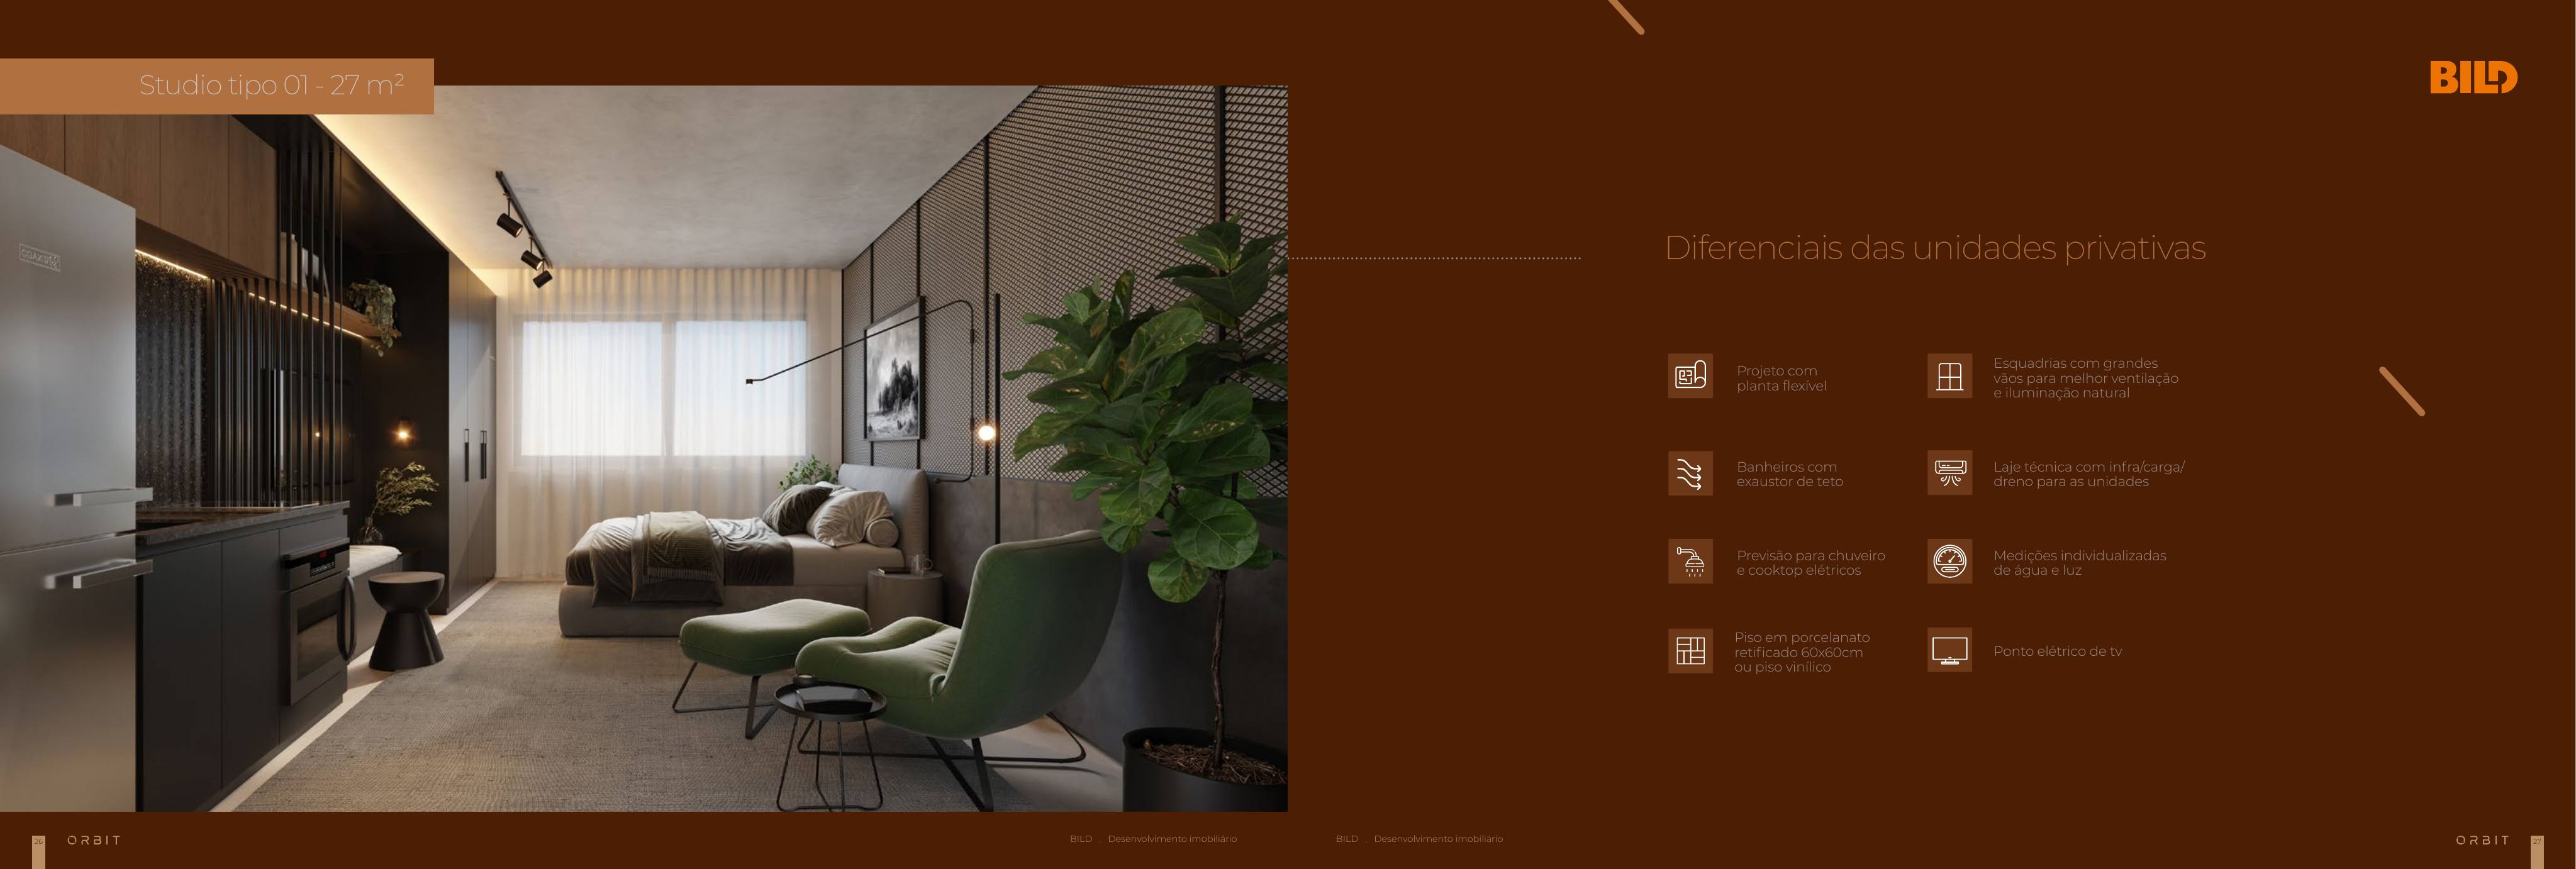 Studio tipo 01 - 27 m²
BILD
Diferenciais das unidades privativas
Projeto com
planta flexível
Esquadrias com grandes
vãos para melhor ventilação
e iluminação natural
Banheiros com
exaustor de teto
Laje técnica com infra/carga/
dreno para as unidades
Previsão para chuveiro
e cooktop elétricos
Medições individualizadas
de água e luz
Piso em porcelanato
retificado 60x60cm
ou piso vinílico
Ponto elétrico de tv
26
ORBIT
BILD . Desenvolvimento imobiliário
BILD . Desenvolvimento imobiliário
ORBIT
27